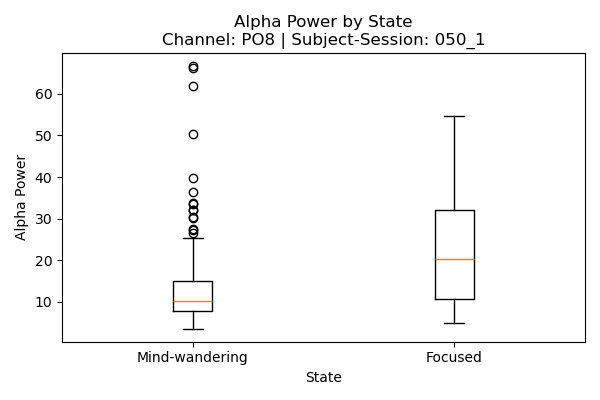 Alpha Power by State
Channel: PO8 | Subject-Session: 050_1
Alpha Power
60
50
40
30
20
10
Mind-wandering
Focused
State